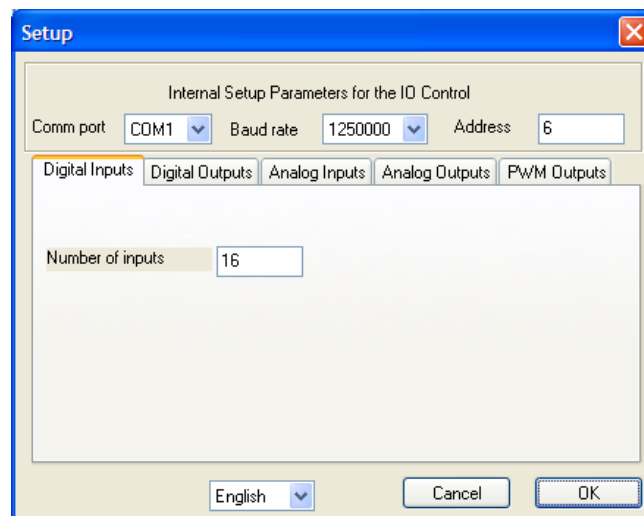 Setup
Internal Setup Parameters for the IO Control
Comm port COM1 Baud rate 1250000 Address 6
Digital Inputs Digital Outputs Analog Inputs Analog Outputs PWM Outputs
Number of inputs 16
English Cancel OK